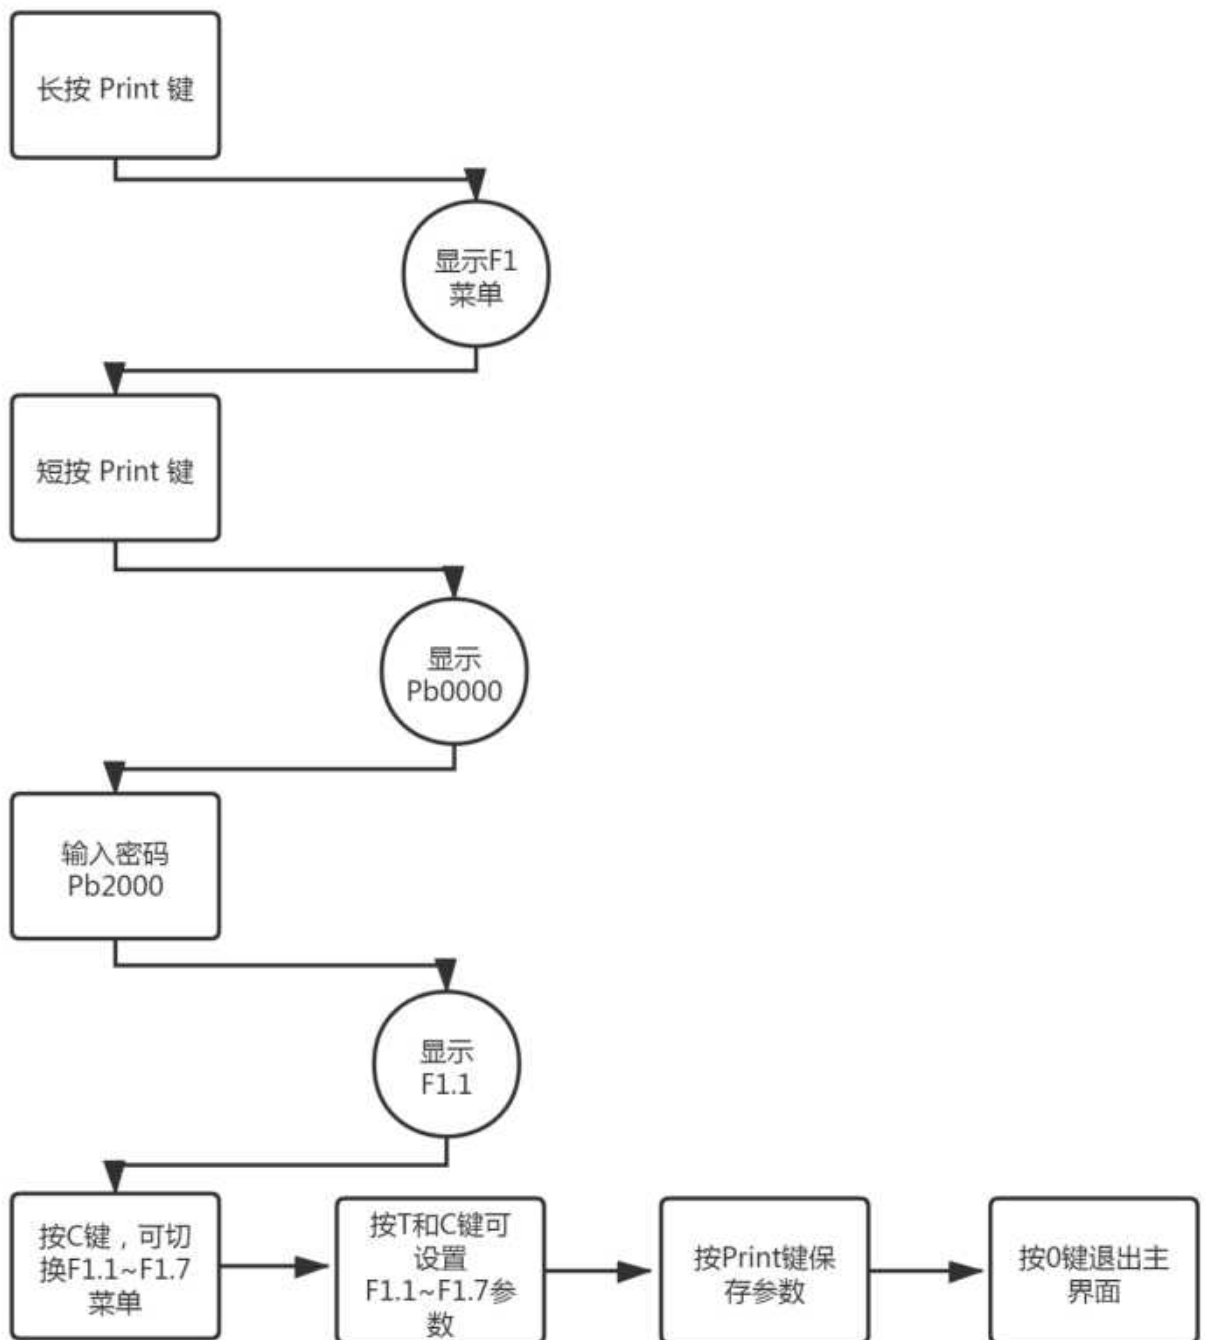 长按 Print 键
显示F1
菜单
短按 Print 键
显示
Pb0000
输入密码
Pb2000
显示
F1.1
按C键，可切
换F1.1~F1.7
菜单
按T和C键可
设置
F1.1~F1.7参
数
按Print键保
存参数
按0键退出主
界面